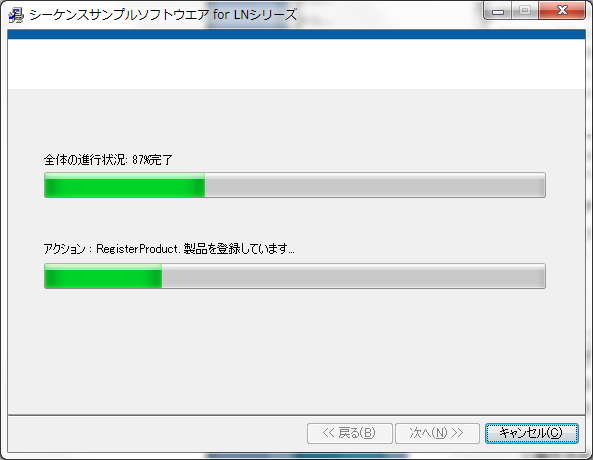 シーケンスサンプルソフトウエア for LNシリーズ
全体の進行状況: 87%完了
アクション : RegisterProduct. 製品を登録しています...
<< 戻る(B)
次へ(N) >>
キャンセル(C)